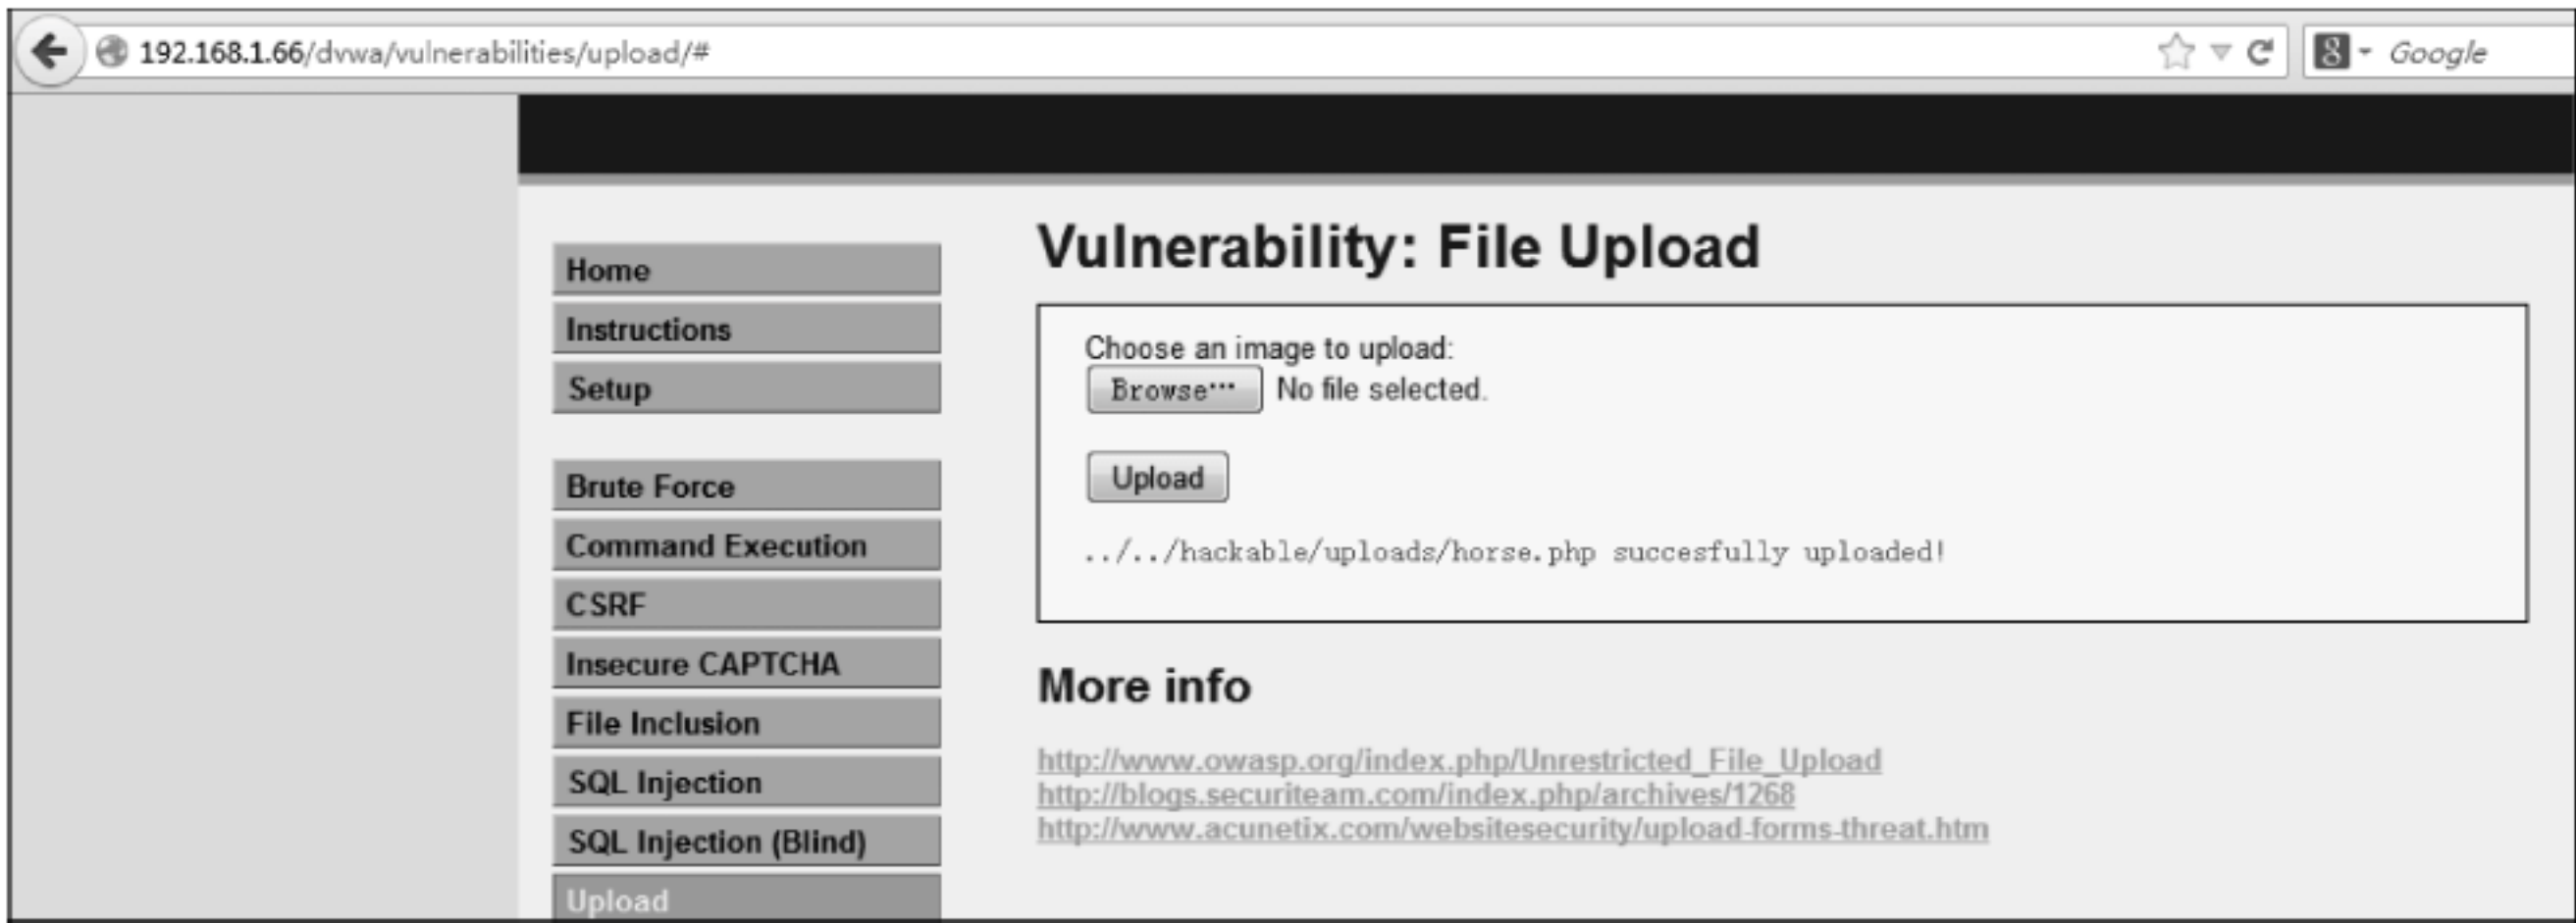 192.168.1.66/dvwa/vulnerabilities/upload/#
8
Google
Home
Instructions
Setup
Brute Force
Command Execution
CSRF
Insecure CAPTCHA
File Inclusion
SQL Injection
SQL Injection (Blind)
Upload
Vulnerability: File Upload
Choose an image to upload:
Browse… No file selected.
Upload
../../hackable/uploads/horse.php succesfully uploaded!
More info
http://www.owasp.org/index.php/Unrestricted_File_Upload
http://blogs.securiteam.com/index.php/archives/1268
http://www.acunetix.com/websitesecurity/upload-forms-threat.htm